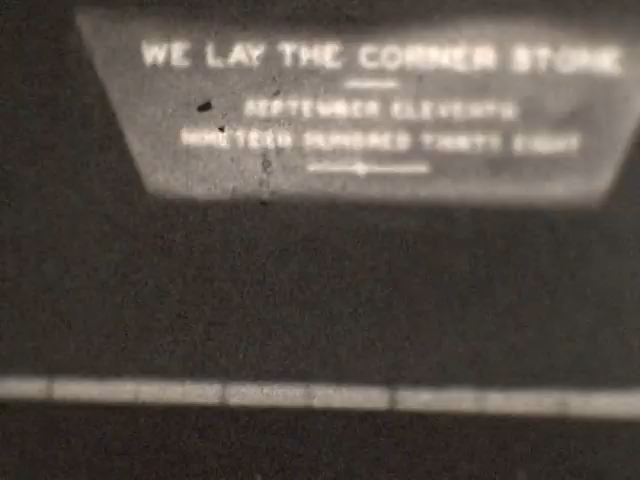 WE LAY THE CORNER STONE
SEPTEMBER ELEVENTH
NINETEEN HUNDRED THIRTY EIGHT